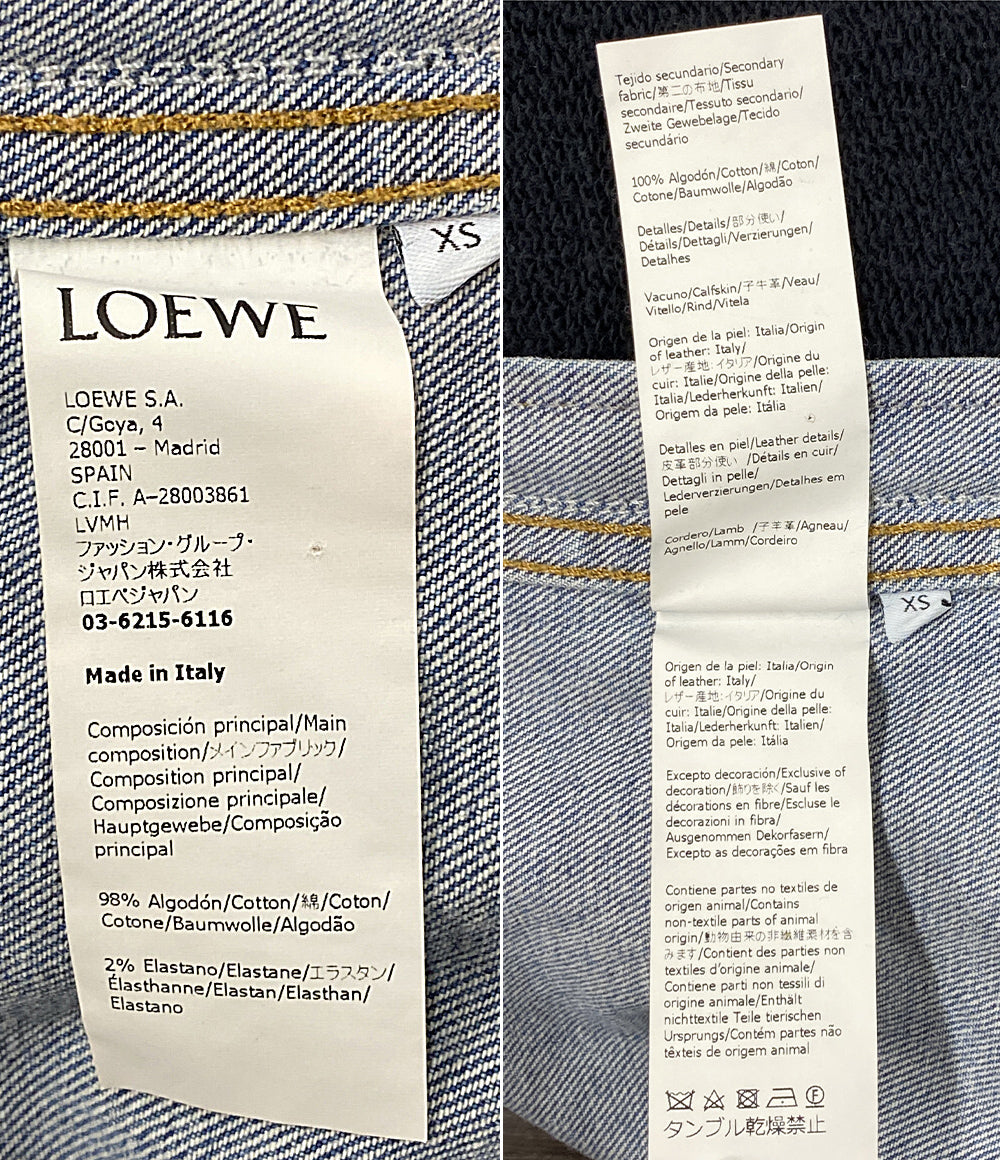 XS
LOEWE
LOEWE S.A.
C/Goya, 4
28001 – Madrid
SPAIN
C.I.F. A–28003861
LVMH
ファッション・グループ・
ジャパン株式会社
ロエベジャパン
03-6215-6116
Made in Italy
Composición principal/Main
composition/メインファブリック/
Composition principal/
Composizione principale/
Hauptgewebe/Composição
principal
98% Algodón/Cotton/綿/Coton/
Cotone/Baumwolle/Algodão
2% Elastano/Elastane/エラスタン/
Élasthanne/Elastan/Elasthan/
Elastano
Tejido secundario/Secondary
fabric/第二の布地/Tissu
secondaire/Tessuto secondario/
Zweite Gewebelage/Tecido
secundário
100% Algodón/Cotton/綿/Coton/
Cotone/Baumwolle/Algodão
Detalles/Details/部分使い/
Détails/Dettagli/Verzierungen/
Detalhes
Vacuno/Calfskin/子牛革/Veau/
Vitello/Rind/Vitela
Origen de la piel: Italia/Origin
of leather: Italy/
レザー産地:イタリア/Origine du
cuir: Italie/Origine della pelle:
Italia/Lederherkunft: Italien/
Origem da pele: Itália
Detalles en piel/Leather details/
皮革部分使い /Détails en cuir/
Dettagli in pelle/
Lederverzierungen/Detalhes em
pele
Cordero/Lamb /子羊革/Agneau/
Agnello/Lamm/Cordeiro
XS
Origen de la piel: Italia/Origin
of leather: Italy/
レザー産地:イタリア/Origine du
cuir: Italie/Origine della pelle:
Italia/Lederherkunft: Italien/
Origem da pele: Itália
Excepto decoración/Exclusive of
decoration/飾りを除く/Sauf les
décorations en fibre/Escluse le
decorazioni in fibra/
Ausgenommen Dekorfasern/
Excepto as decorações em fibra
Contiene partes no textiles de
origen animal/Contains
non-textile parts of animal
origin/動物由来の非繊維素材を含
みます/Contient des parties non
textiles d'origine animale/
Contiene parti non tessili di
origine animale/Enthält
nichttextile Teile tierischen
Ursprungs/Contém partes não
têxteis de origem animal
F
タンブル乾燥禁止